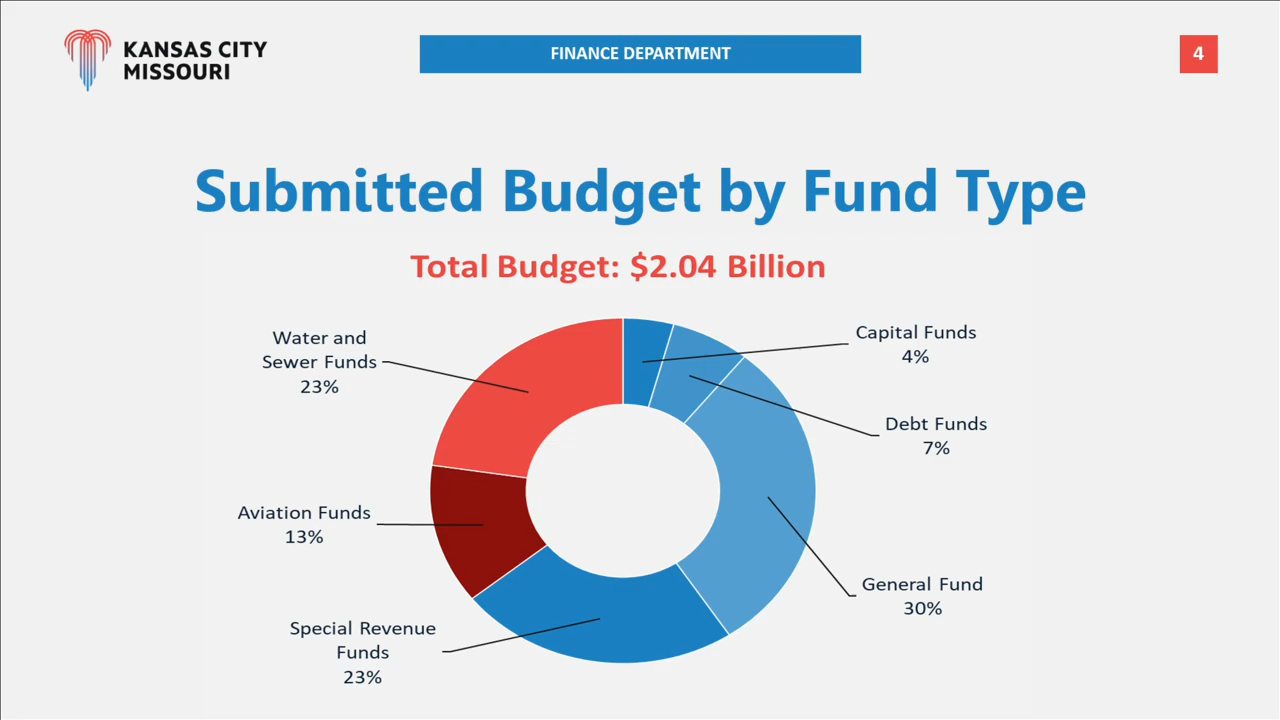 KANSAS CITY
MISSOURI
FINANCE DEPARTMENT
4
Submitted Budget by Fund Type
Total Budget: $2.04 Billion
Water and
Sewer Funds
23%
Capital Funds
4%
Debt Funds
7%
Aviation Funds
13%
General Fund
30%
Special Revenue
Funds
23%